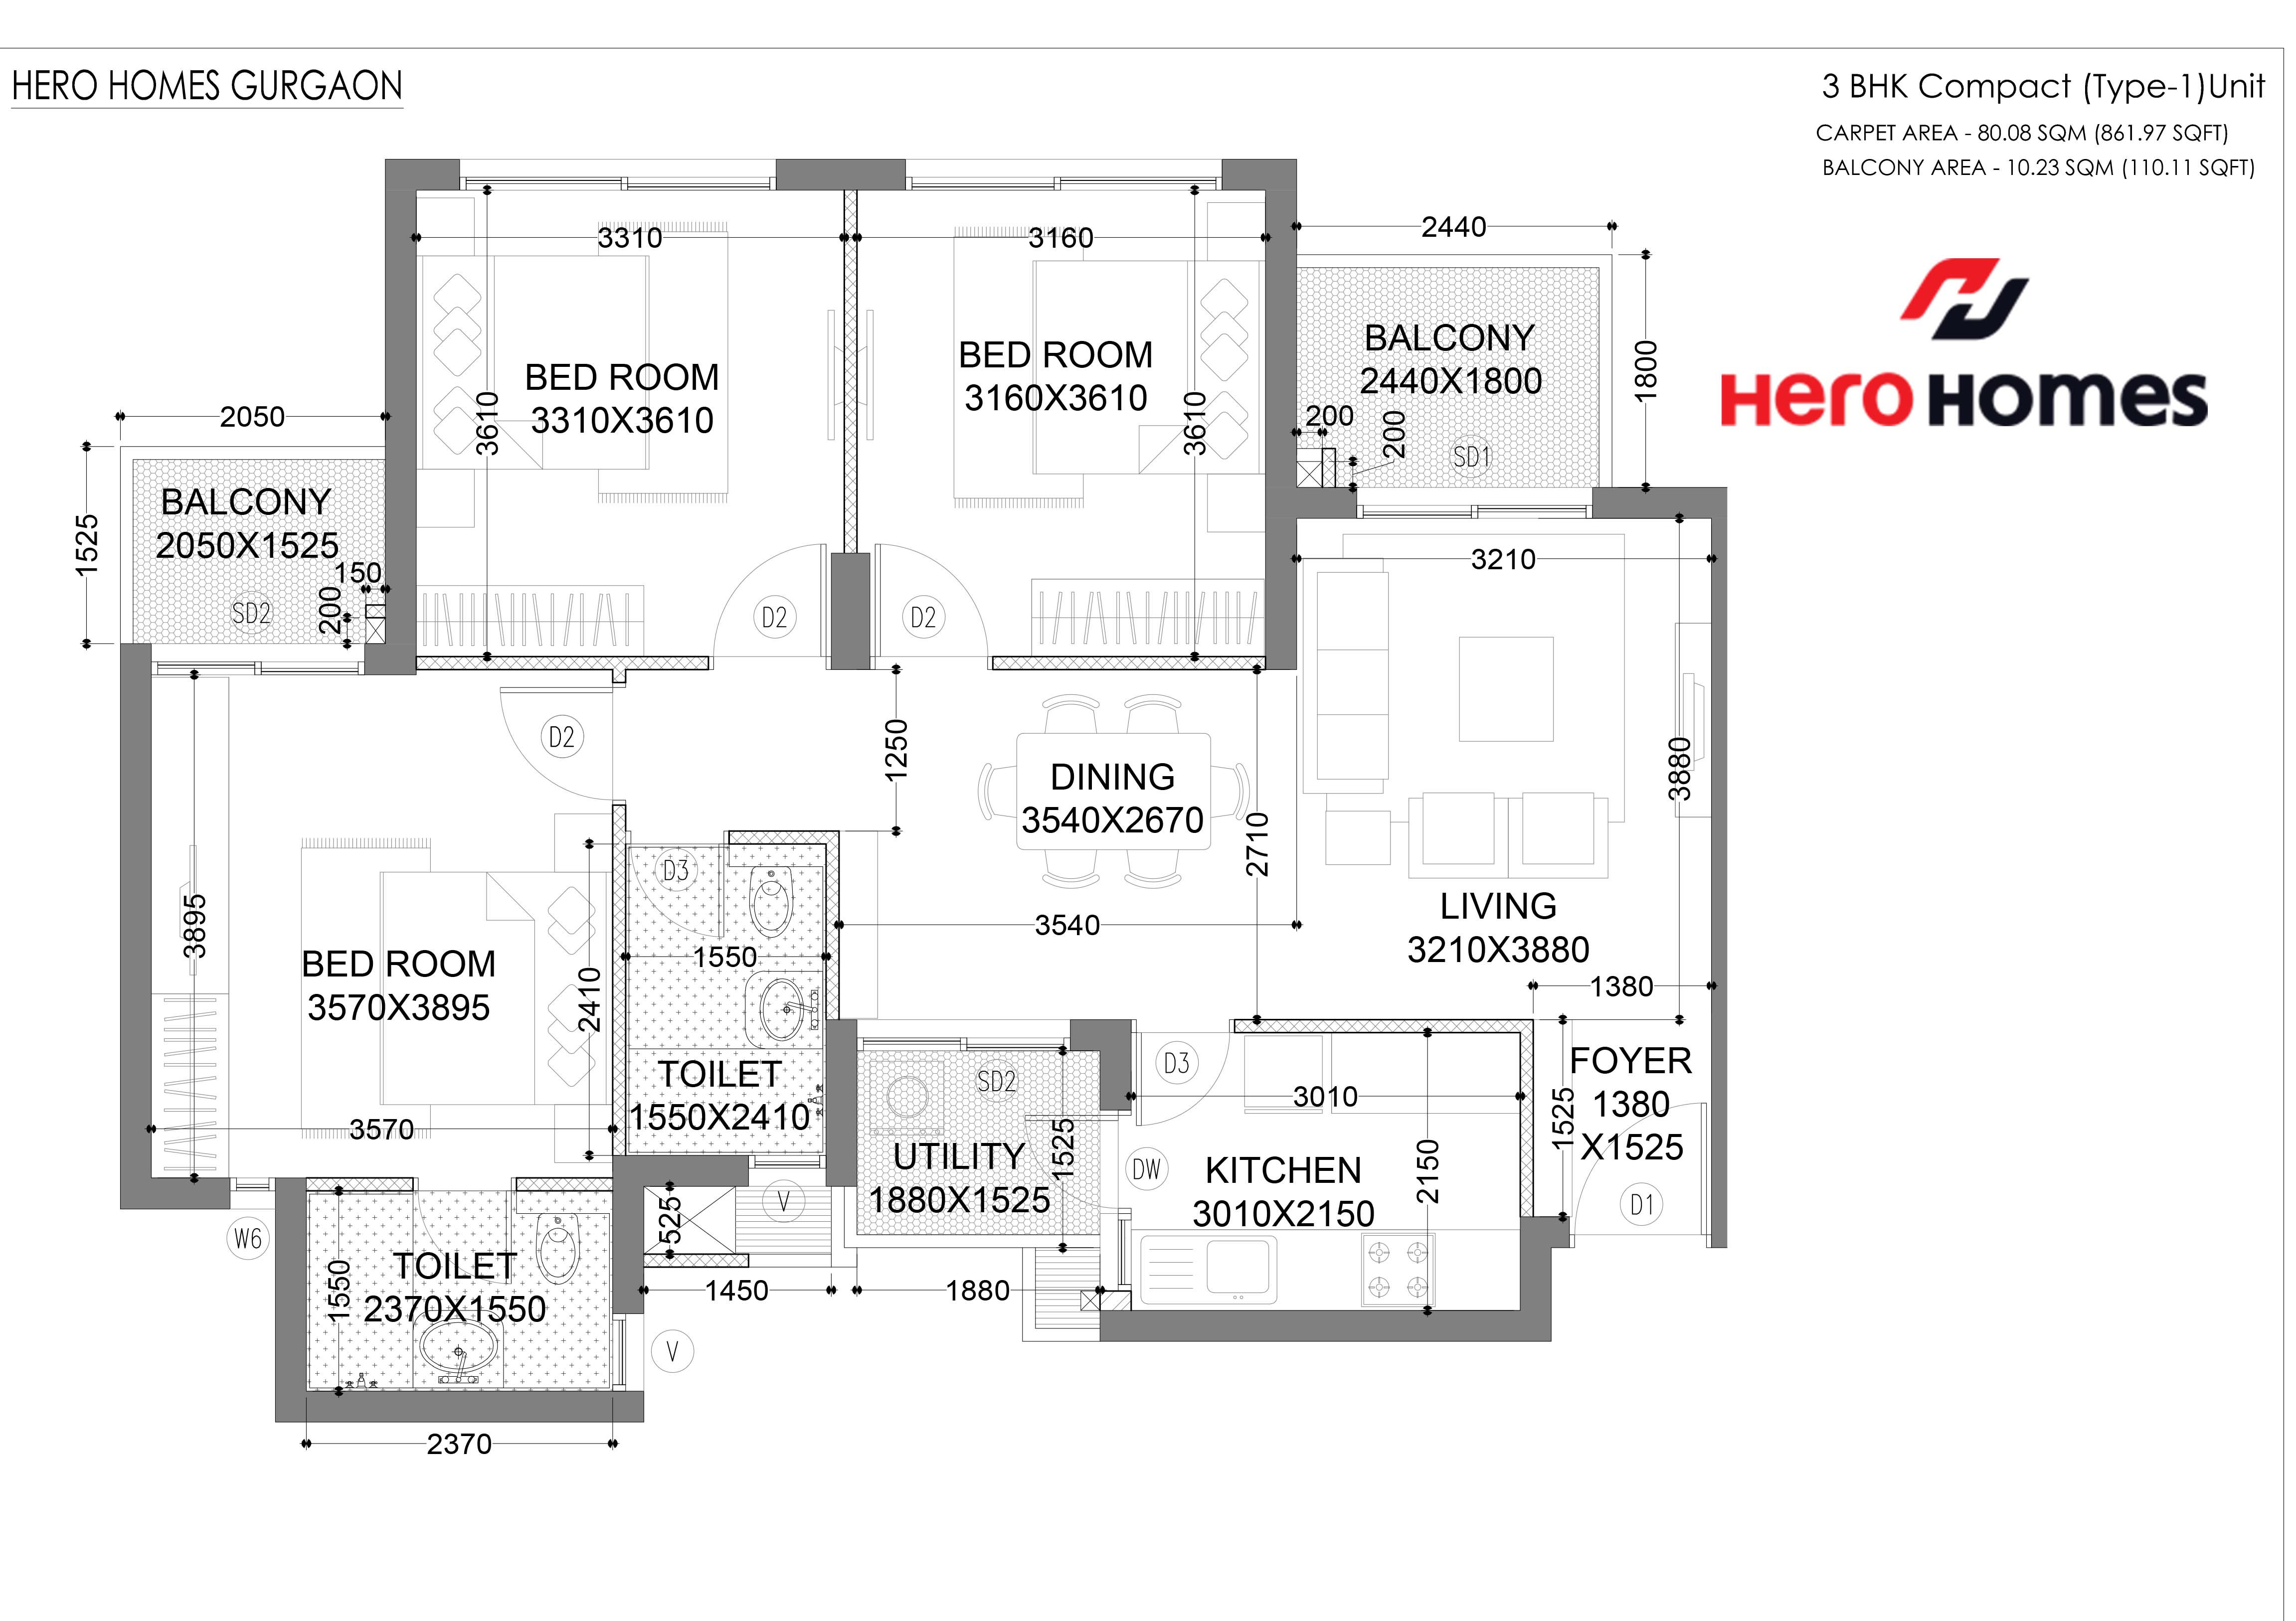 HERO HOMES GURGAON
3 BHK Compact (Type-1)Unit
CARPET AREA - 80.08 SQM (861.97 SQFT)
BALCONY AREA - 10.23 SQM (110.11 SQFT)
Hero Homes
2440
3310
3160
BALCONY
2440X1800
1800
BED ROOM
3160X3610
BED ROOM
3310X3610
3610
3610
200
200
SD1
2050
BALCONY
2050X1525
1525
150
200
SD2
3210
D2
D2
D2
1250
DINING
3540X2670
2710
3540
3880
LIVING
3210X3880
1380
D3
1550
2410
TOILET
1550X2410
3895
BED ROOM
3570X3895
3570
SD2
1525
UTILITY
1880X1525
D3
3010
DW
KITCHEN
3010X2150
2150
FOYER
1380
X1525
1525
D1
W6
525
V
1450
1880
TOILET
2370X1550
1550
V
2370